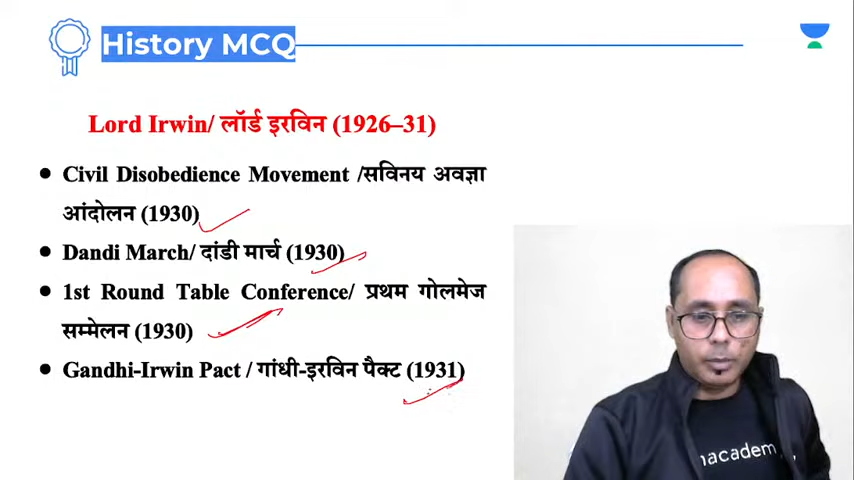 History MCQ
Lord Irwin/ लॉर्ड इरविन (1926–31)
• Civil Disobedience Movement /सविनय अवज्ञा
आंदोलन (1930)
• Dandi March/ दांडी मार्च (1930)
• 1st Round Table Conference/ प्रथम गोलमेज
सम्मेलन (1930)
• Gandhi-Irwin Pact / गांधी-इरविन पैक्ट (1931)
nacadem